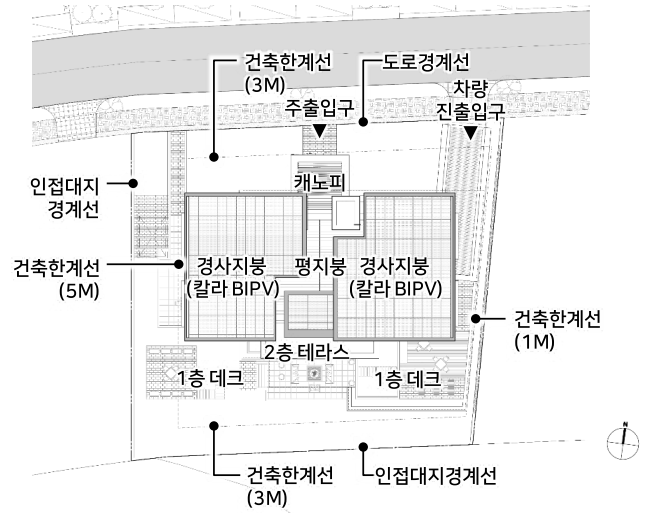 건축한계선
(3M)
도로경계선
차량
진출입구
주출입구
인접대지
경계선
캐노피
건축한계선
(5M)
경사지붕
(칼라 BIPV)
평지붕
경사지붕
(칼라 BIPV)
건축한계선
(1M)
2층 테라스
1층 데크
1층 데크
N
건축한계선
(3M)
인접대지경계선